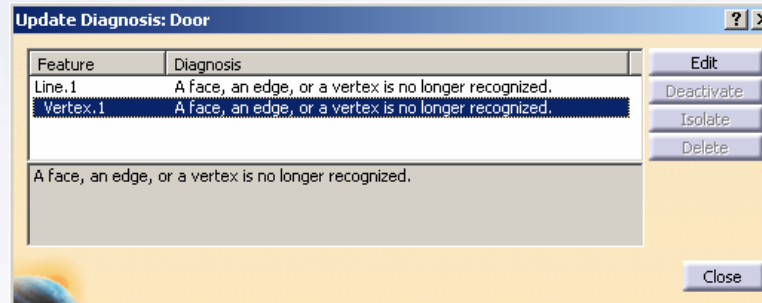 Update Diagnosis: Door
?
Feature Diagnosis
Edit
Line.1 A face, an edge, or a vertex is no longer recognized.
Deactivate
Vertex.1 A face, an edge, or a vertex is no longer recognized.
Isolate
Delete
A face, an edge, or a vertex is no longer recognized.
Close